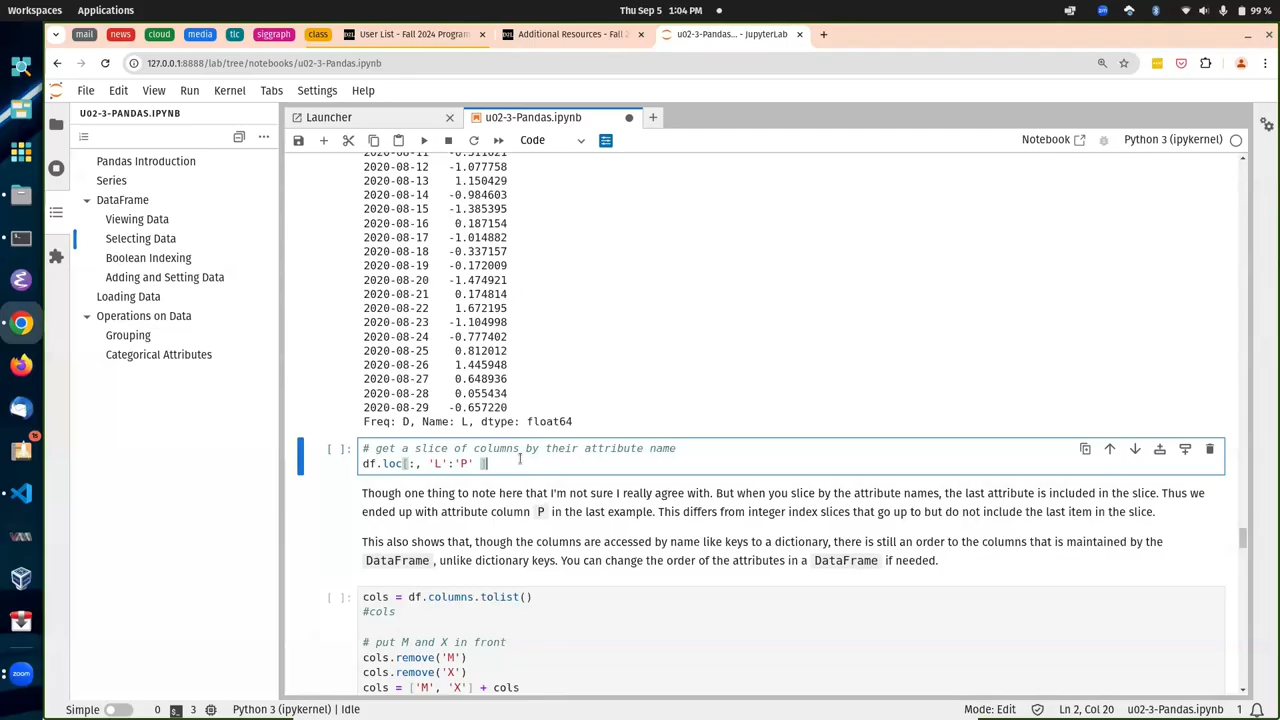 Workspaces Applications Thu Sep 5 1:04 PM 99 %
mail news cloud media tlc siggraph class User List - Fall 2024 Program Additional Resources - Fall 2 u02-3-Pandas... - JupyterLab
127.0.0.1:8888/lab/tree/notebooks/u02-3-Pandas.ipynb
File Edit View Run Kernel Tabs Settings Help
U02-3-PANDAS.IPYNB
Launcher u02-3-Pandas.ipynb
Code Notebook Python 3 (ipykernel)
Pandas Introduction
Series
DataFrame
Viewing Data
Selecting Data
Boolean Indexing
Adding and Setting Data
Loading Data
Operations on Data
Grouping
Categorical Attributes
2020-08-12 -1.077758
2020-08-13 1.150429
2020-08-14 -0.984603
2020-08-15 -1.385395
2020-08-16 0.187154
2020-08-17 -1.014882
2020-08-18 -0.337157
2020-08-19 -0.172009
2020-08-20 -1.474921
2020-08-21 0.174814
2020-08-22 1.672195
2020-08-23 -1.104998
2020-08-24 -0.777402
2020-08-25 0.812012
2020-08-26 1.445948
2020-08-27 0.648936
2020-08-28 0.055434
2020-08-29 -0.657220
Freq: D, Name: L, dtype: float64
[ ]: # get a slice of columns by their attribute name
df.loc[:, 'L':'P' ]
Though one thing to note here that I'm not sure I really agree with. But when you slice by the attribute names, the last attribute is included in the slice. Thus we
ended up with attribute column P in the last example. This differs from integer index slices that go up to but do not include the last item in the slice.
This also shows that, though the columns are accessed by name like keys to a dictionary, there is still an order to the columns that is maintained by the
DataFrame , unlike dictionary keys. You can change the order of the attributes in a DataFrame if needed.
[ ]: cols = df.columns.tolist()
#cols
# put M and X in front
cols.remove('M')
cols.remove('X')
cols = ['M', 'X'] + cols
15
zoom
Simple 0 3 Python 3 (ipykernel) | Idle Mode: Edit Ln 2, Col 20 u02-3-Pandas.ipynb 1